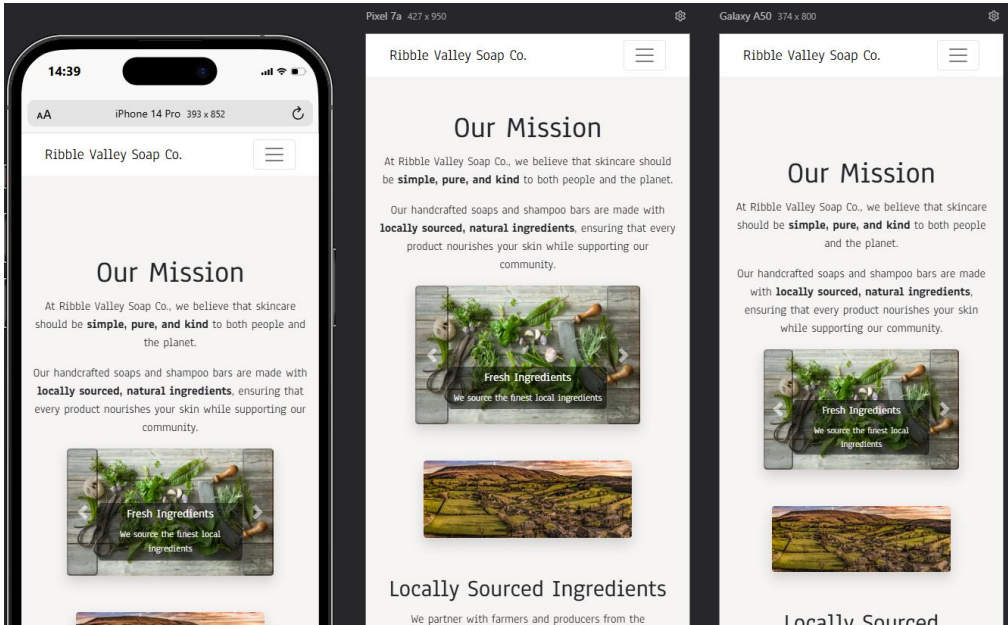 14:39
AA
iPhone 14 Pro 393 x 852
Ribble Valley Soap Co.
Our Mission
At Ribble Valley Soap Co., we believe that skincare
should be simple, pure, and kind to both people and
the planet.
Our handcrafted soaps and shampoo bars are made with
locally sourced, natural ingredients, ensuring that
every product nourishes your skin while supporting our
community.
Fresh Ingredients
We source the finest local
ingredients
Pixel 7a 427 x 950
Ribble Valley Soap Co.
Our Mission
At Ribble Valley Soap Co., we believe that skincare should
be simple, pure, and kind to both people and the planet.
Our handcrafted soaps and shampoo bars are made with
locally sourced, natural ingredients, ensuring that every
product nourishes your skin while supporting our
community.
Fresh Ingredients
We source the finest local ingredients
Locally Sourced Ingredients
We partner with farmers and producers from the
Galaxy A50 374 x 800
Ribble Valley Soap Co.
Our Mission
At Ribble Valley Soap Co., we believe that skincare
should be simple, pure, and kind to both people
and the planet.
Our handcrafted soaps and shampoo bars are made
with locally sourced, natural ingredients,
ensuring that every product nourishes your skin
while supporting our community.
Fresh Ingredients
We source the finest local
ingredients
Locally Sourced